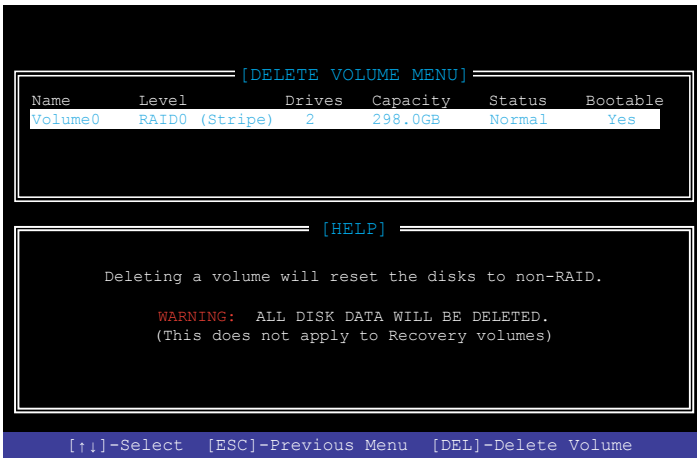 [DELETE VOLUME MENU]
Name Level Drives Capacity Status Bootable
Volume0 RAID0 (Stripe) 2 298.0GB Normal Yes
[HELP]
Deleting a volume will reset the disks to non-RAID.
WARNING: ALL DISK DATA WILL BE DELETED.
(This does not apply to Recovery volumes)
[↑↓]-Select [ESC]-Previous Menu [DEL]-Delete Volume